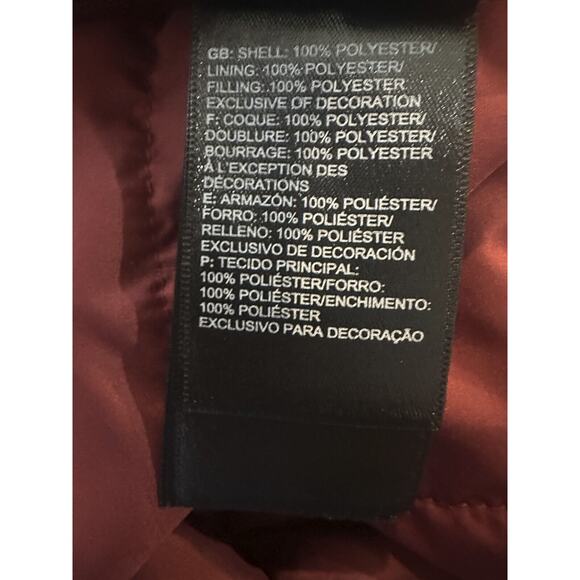 GB: SHELL: 100% POLYESTER/
LINING: 100% POLYESTER/
FILLING: 100% POLYESTER
EXCLUSIVE OF DECORATION
F: COQUE: 100% POLYESTER/
DOUBLURE: 100% POLYESTER/
BOURRAGE: 100% POLYESTER
À L'EXCEPTION DES
DÉCORATIONS
E: ARMAZÓN: 100% POLIÉSTER/
FORRO: 100% POLIÉSTER/
RELLEÑO: 100% POLIÉSTER
EXCLUSIVO DE DECORACIÓN
P: TECIDO PRINCIPAL:
100% POLIÉSTER/FORRO:
100% POLIÉSTER/ENCHIMENTO:
100% POLIÉSTER
EXCLUSIVO PARA DECORAÇÃO